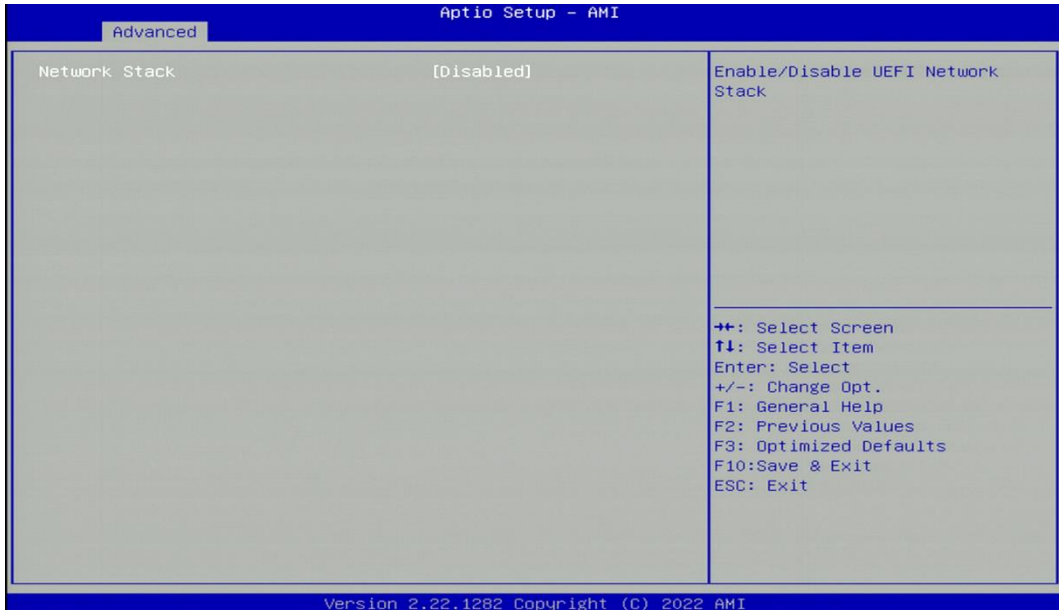 Aptio Setup – AMI
Advanced
Network Stack [Disabled]
Enable/Disable UEFI Network
Stack
→←: Select Screen
↑↓: Select Item
Enter: Select
+/-: Change Opt.
F1: General Help
F2: Previous Values
F3: Optimized Defaults
F10:Save & Exit
ESC: Exit
Version 2.22.1282 Copyright (C) 2022 AMI